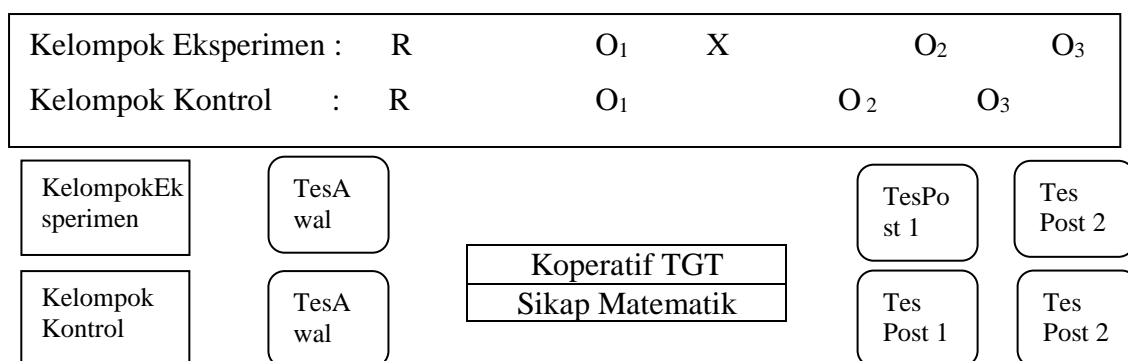 Kelompok Eksperimen : R O₁ X O₂ O₃
Kelompok Kontrol : R O₁ O ₂ O₃
KelompokEk
sperimen
TesA
wal
TesPo
st 1
Tes
Post 2
Koperatif TGT
Sikap Matematik
Kelompok
Kontrol
TesA
wal
Tes
Post 1
Tes
Post 2